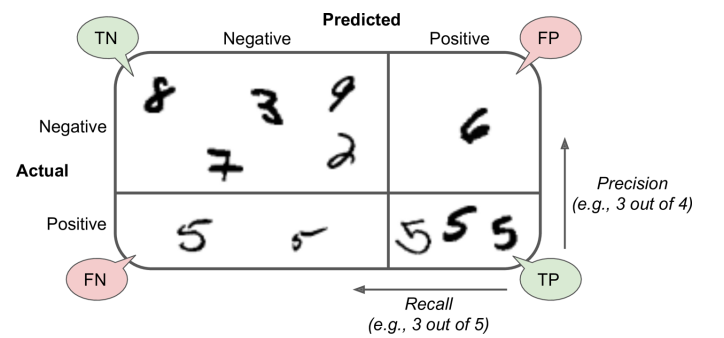 Predicted
TN
Negative
Positive
FP
8 3 9
6
Negative
7 2
Actual
Precision
(e.g., 3 out of 4)
Positive
5 5
5 5 5
FN
TP
Recall
(e.g., 3 out of 5)